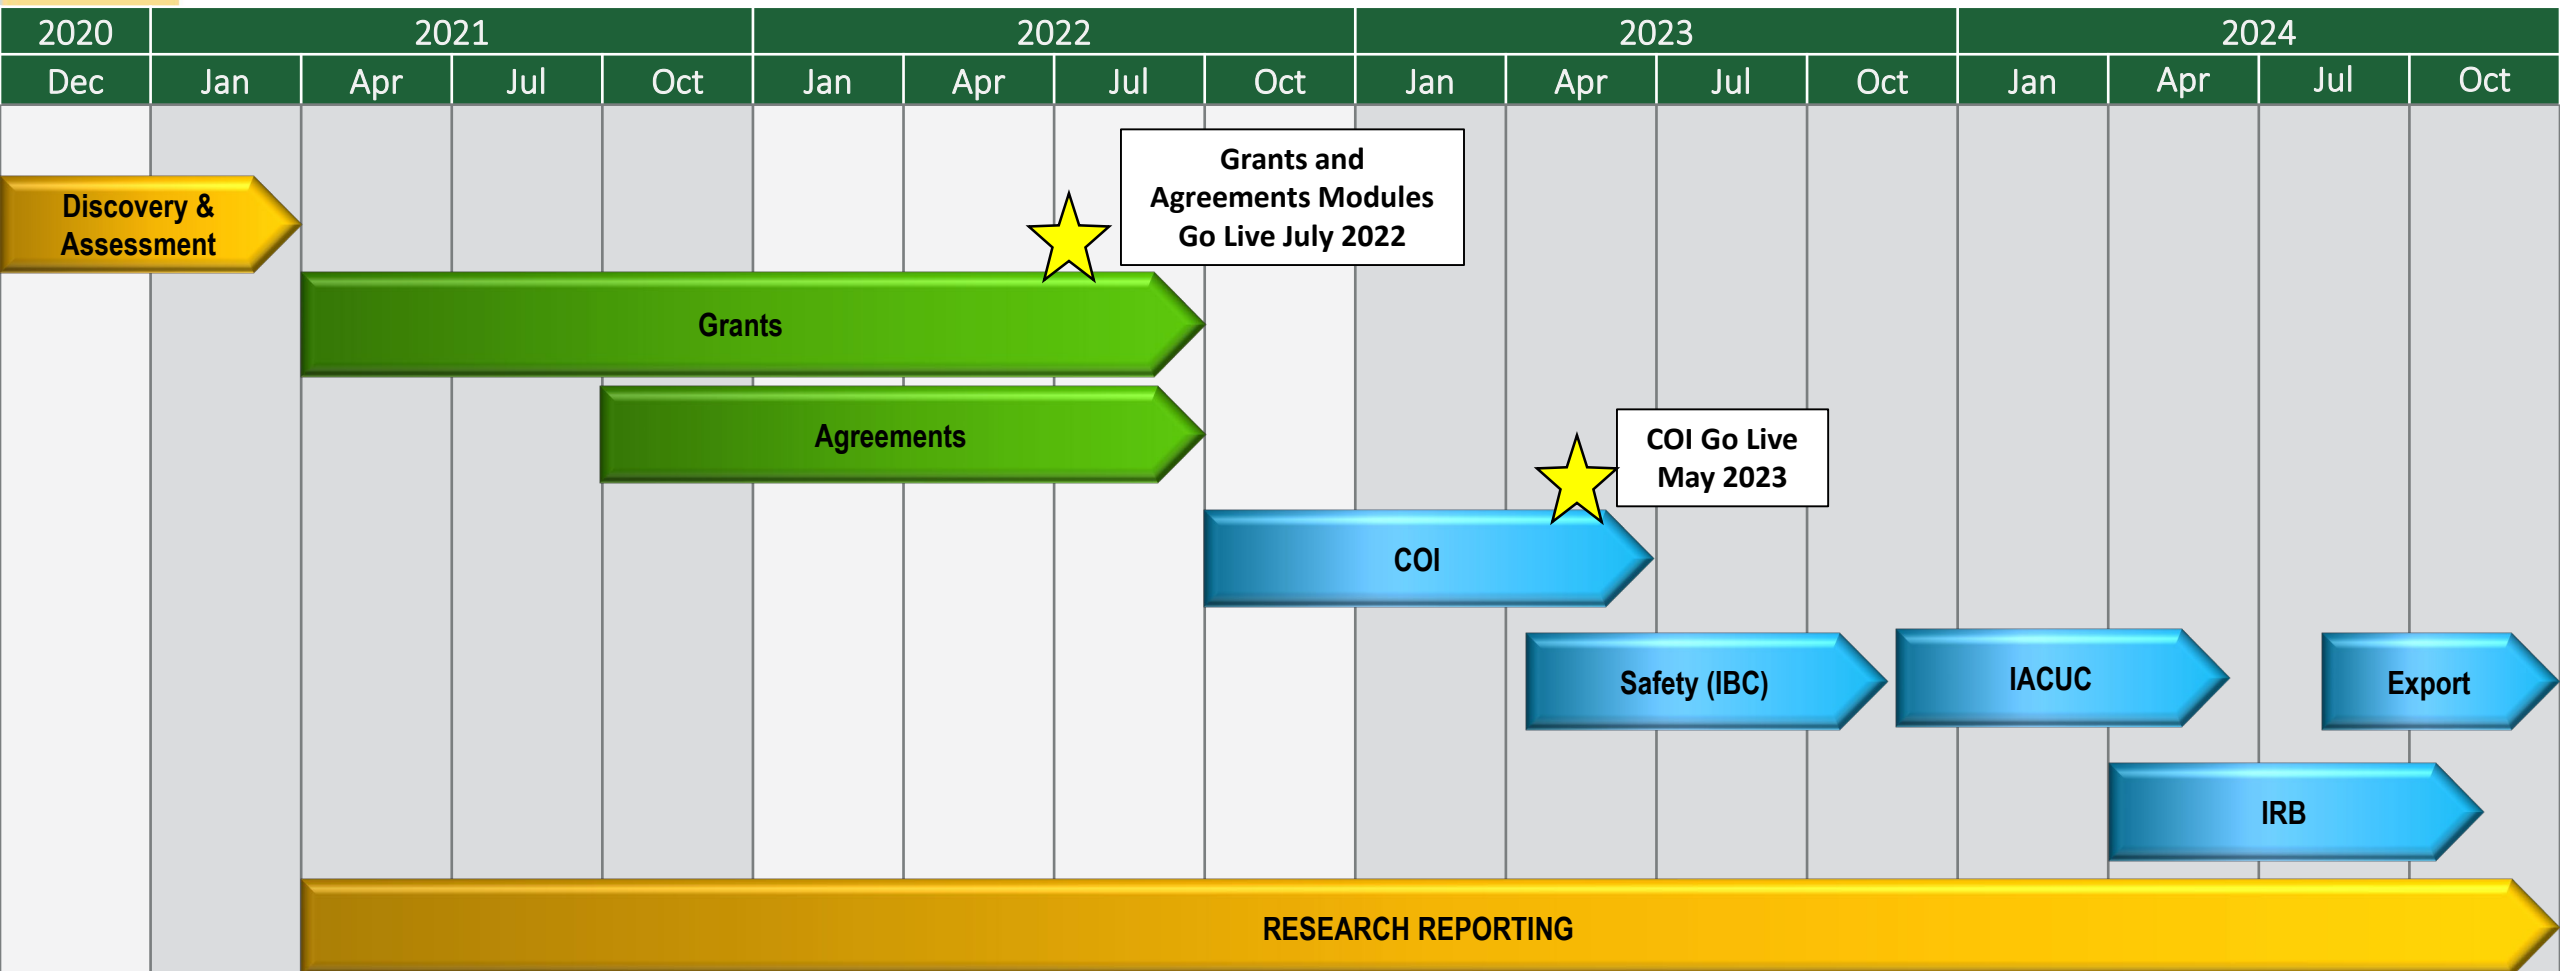 2020 2021 2022 2023 2024
Dec Jan Apr Jul Oct Jan Apr Jul Oct Jan Apr Jul Oct Jan Apr Jul Oct
Grants and
Agreements Modules
Go Live July 2022
Discovery &
Assessment
Grants
Agreements
COI Go Live
May 2023
COI
Safety (IBC)
IACUC
Export
IRB
RESEARCH REPORTING